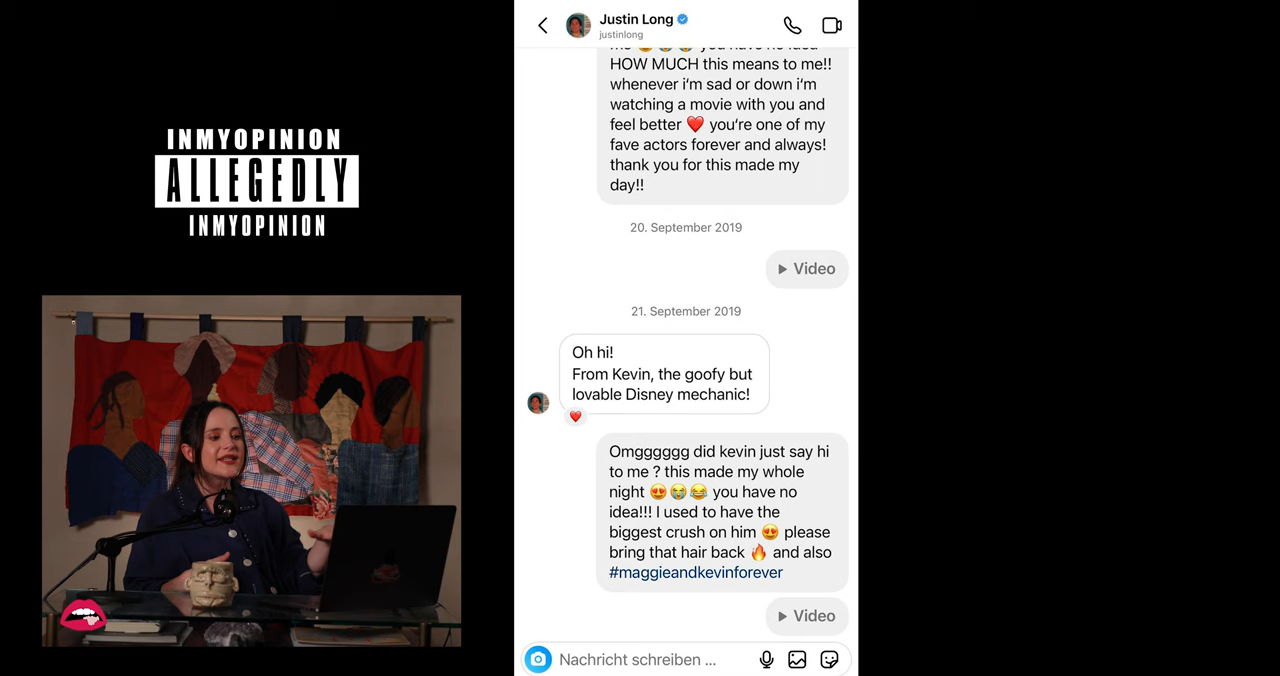 INMYOPINION
ALLEGEDLY
INMYOPINION
Justin Long
justinlong
HOW MUCH this means to me!!
whenever i'm sad or down i'm
watching a movie with you and
feel better ❤️ you're one of my
fave actors forever and always!
thank you for this made my
day!!
20. September 2019
Video
21. September 2019
Oh hi!
From Kevin, the goofy but
lovable Disney mechanic!
Omgggggg did kevin just say hi
to me ? this made my whole
night 😍😭😂 you have no
idea!!! I used to have the
biggest crush on him 😍 please
bring that hair back 🔥 and also
#maggieandkevinforever
Video
Nachricht schreiben ...